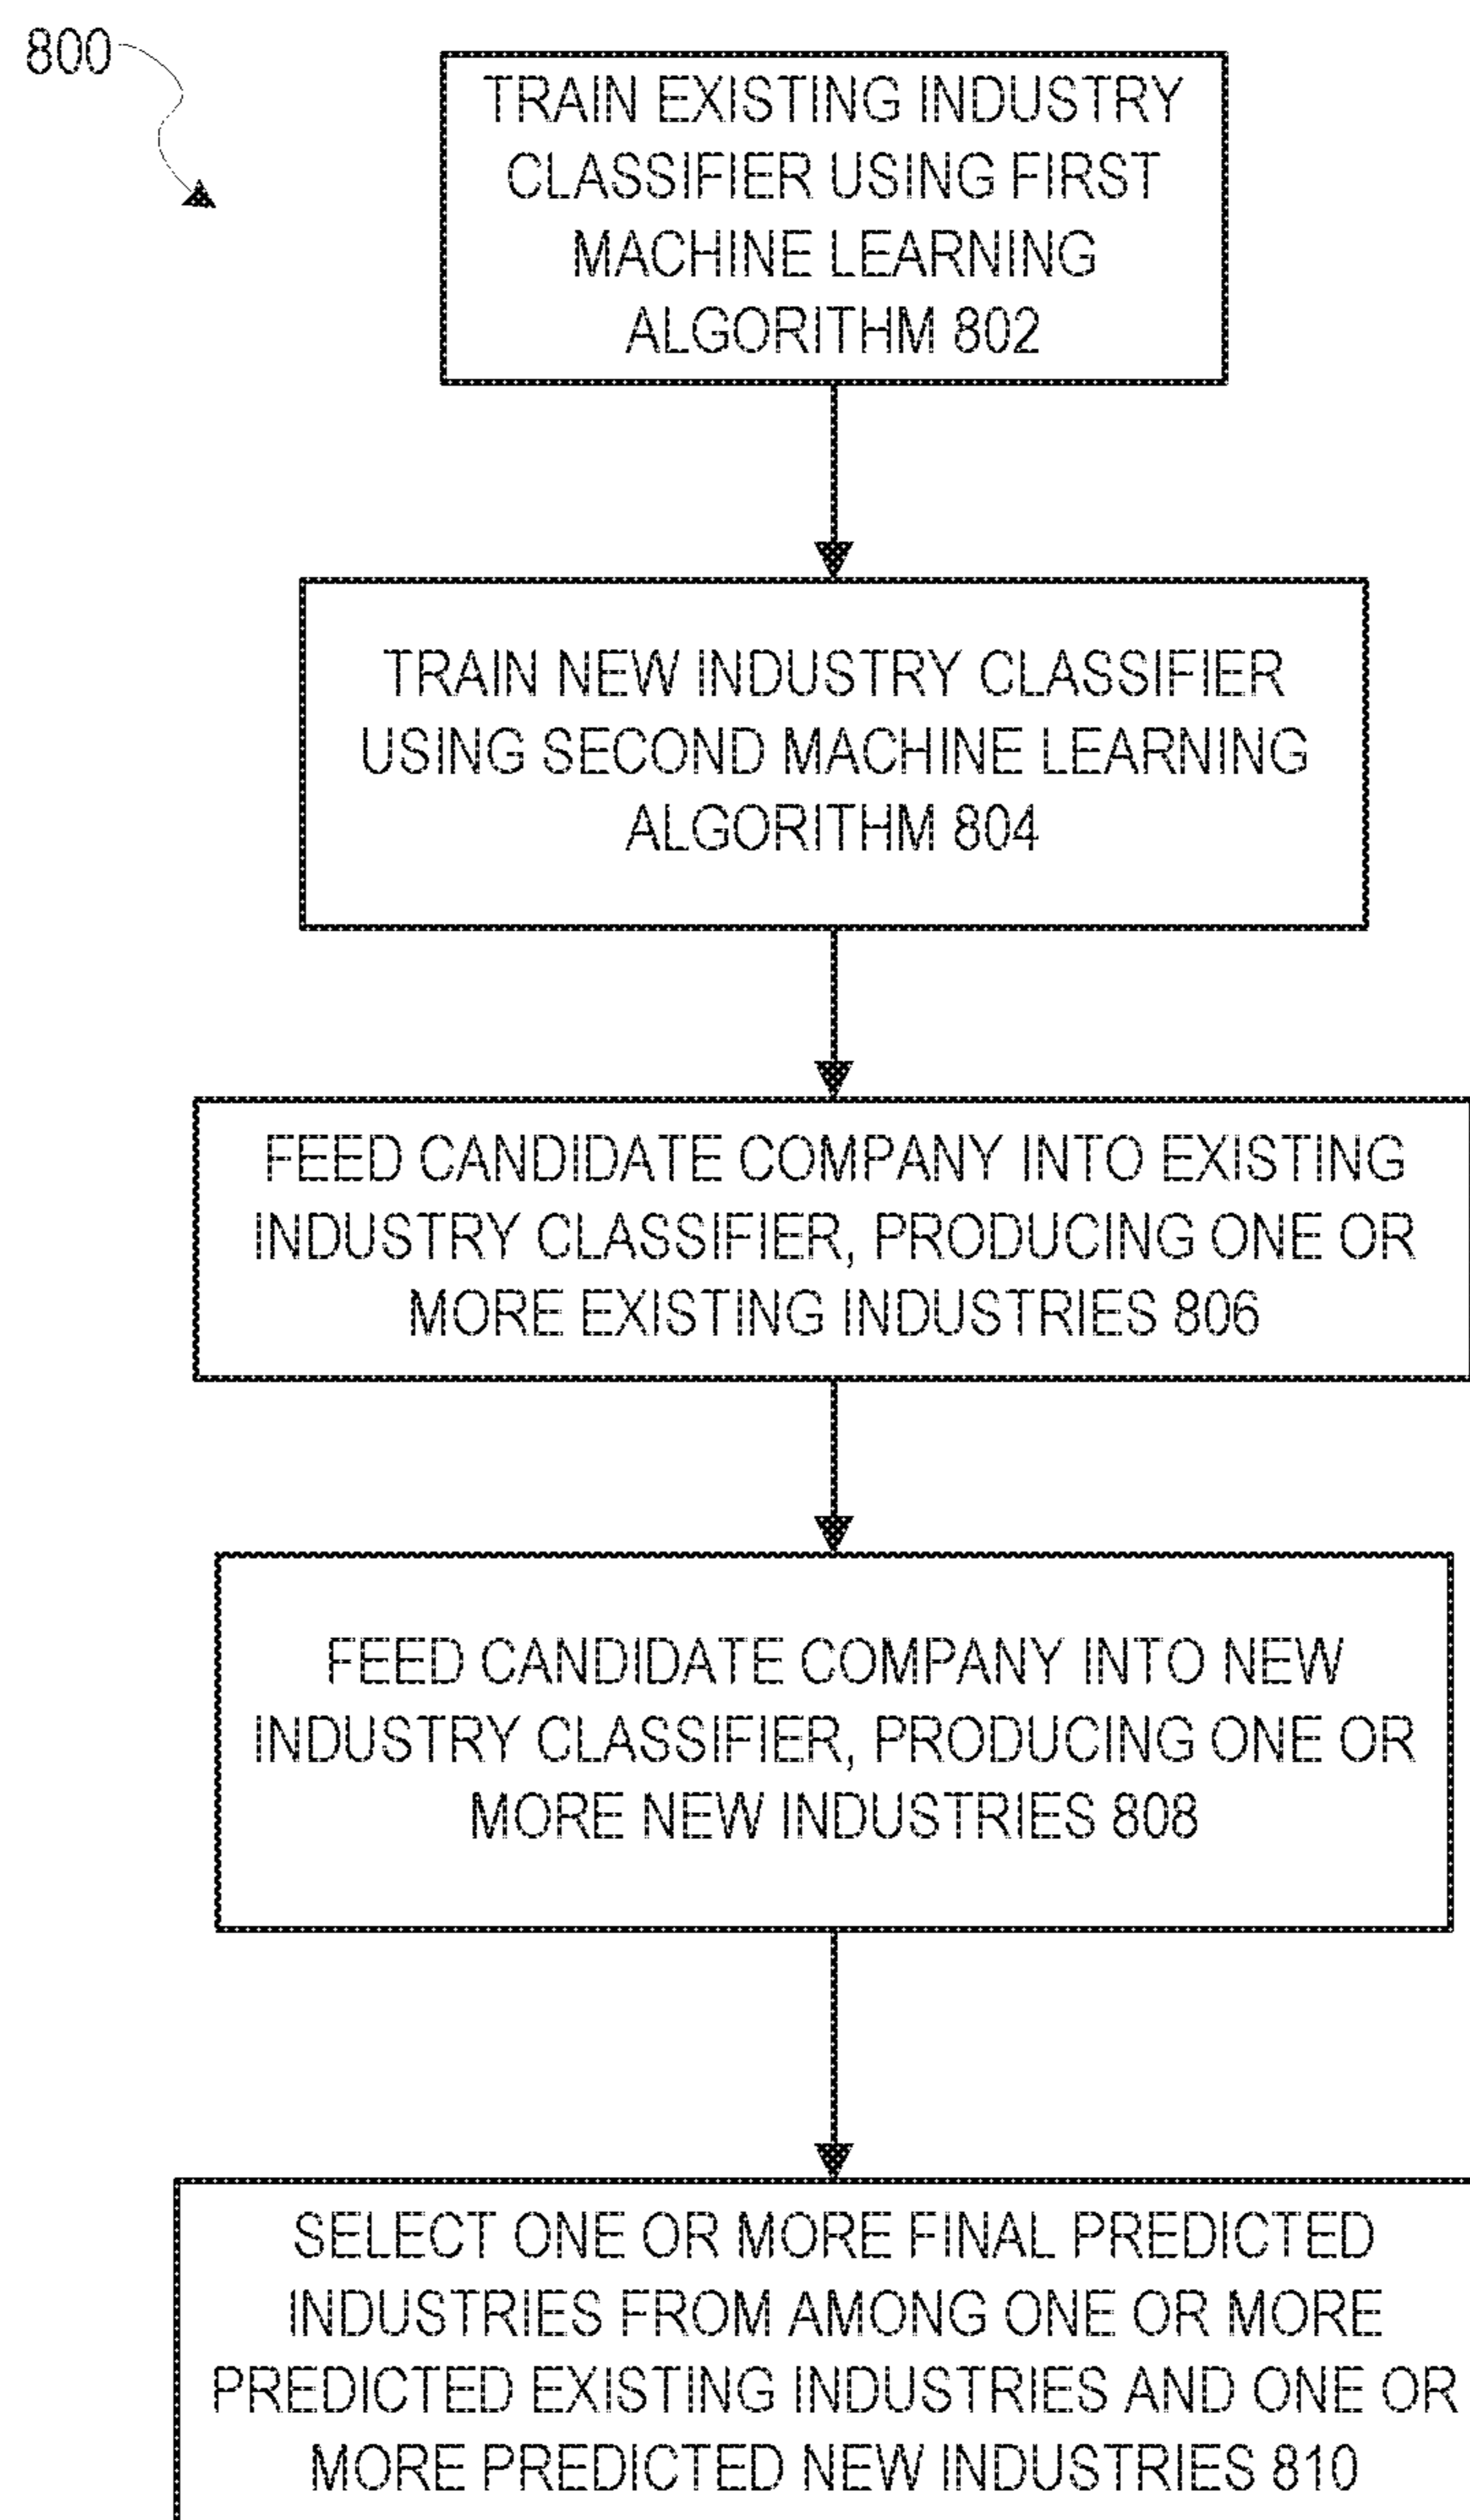 800
TRAIN EXISTING INDUSTRY
CLASSIFIER USING FIRST
MACHINE LEARNING
ALGORITHM 802
TRAIN NEW INDUSTRY CLASSIFIER
USING SECOND MACHINE LEARNING
ALGORITHM 804
FEED CANDIDATE COMPANY INTO EXISTING
INDUSTRY CLASSIFIER, PRODUCING ONE OR
MORE EXISTING INDUSTRIES 806
FEED CANDIDATE COMPANY INTO NEW
INDUSTRY CLASSIFIER, PRODUCING ONE OR
MORE NEW INDUSTRIES 808
SELECT ONE OR MORE FINAL PREDICTED
INDUSTRIES FROM AMONG ONE OR MORE
PREDICTED EXISTING INDUSTRIES AND ONE OR
MORE PREDICTED NEW INDUSTRIES 810